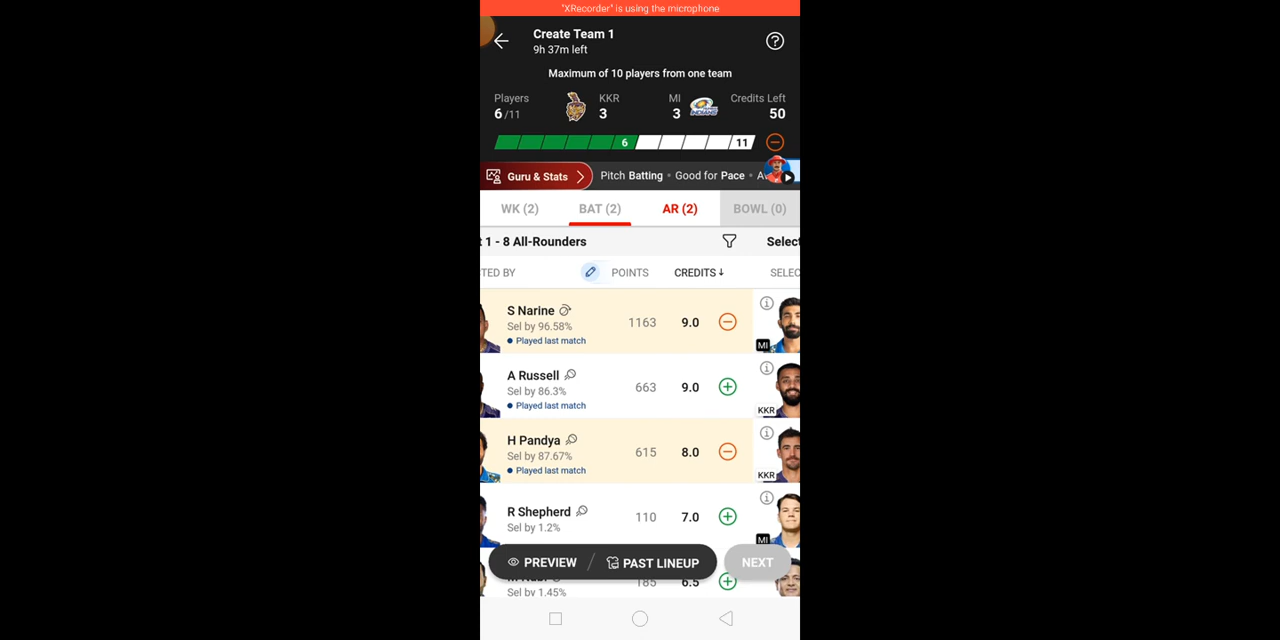 "XRecorder" is using the microphone
Create Team 1
9h 37m left
Maximum of 10 players from one team
Players
6 /11
KKR
3
MI
3
INDIANS
Credits Left
50
6
11
Guru & Stats
Pitch Batting • Good for Pace •
WK (2)
BAT (2)
AR (2)
BOWL (0)
t 1 - 8 All-Rounders
Select
CTED BY
POINTS
CREDITS↓
SELEC
S Narine
Sel by 96.58%
Played last match
1163
9.0
MI
A Russell
Sel by 86.3%
Played last match
663
9.0
KKR
H Pandya
Sel by 87.67%
Played last match
615
8.0
KKR
R Shepherd
Sel by 1.2%
110
7.0
MI
PREVIEW / PAST LINEUP
NEXT
185
6.5
Sel by 1.45%